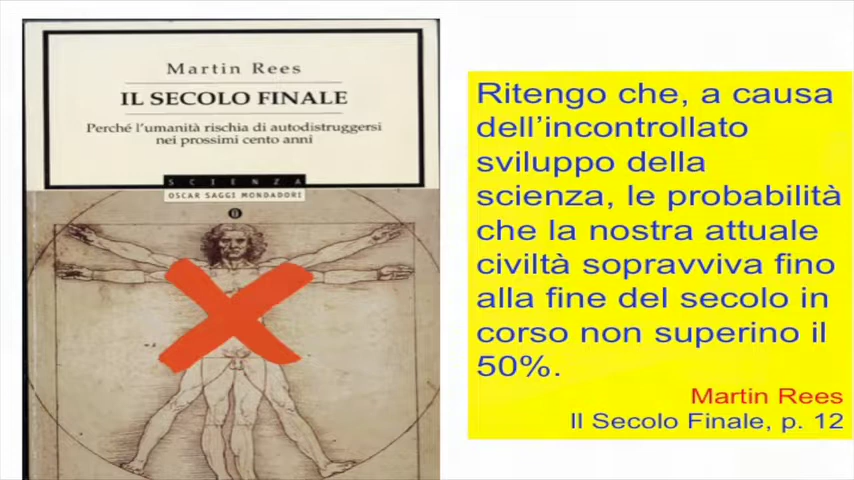 Martin Rees
IL SECOLO FINALE
Perché l'umanità rischia di autodistruggersi
nei prossimi cento anni
SCIENZA
OSCAR SAGGI MONDADORI
Ritengo che, a causa
dell'incontrollato
sviluppo della
scienza, le probabilità
che la nostra attuale
civiltà sopravviva fino
alla fine del secolo in
corso non superino il
50%.
Martin Rees
Il Secolo Finale, p. 12